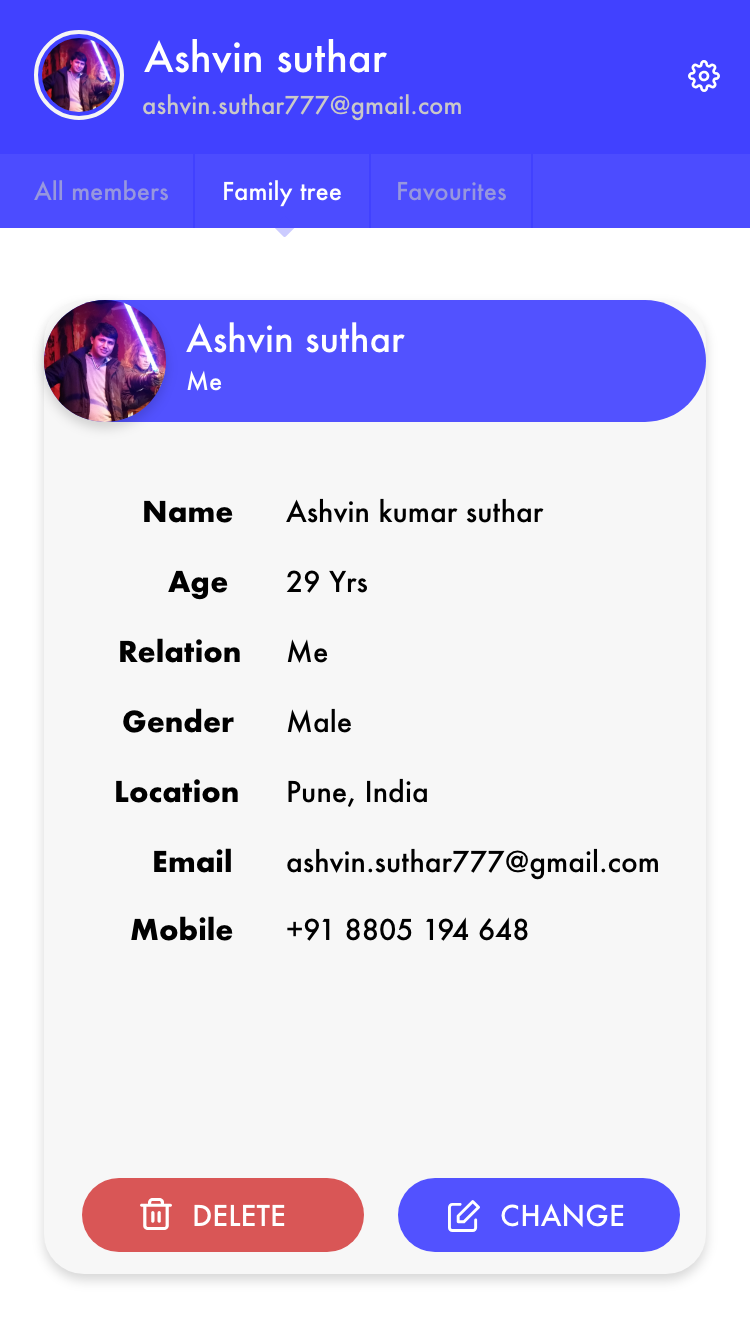 Ashvin suthar
ashvin.suthar777@gmail.com
All members Family tree Favourites
Ashvin suthar
Me
Name Ashvin kumar suthar
Age 29 Yrs
Relation Me
Gender Male
Location Pune, India
Email ashvin.suthar777@gmail.com
Mobile +91 8805 194 648
DELETE CHANGE